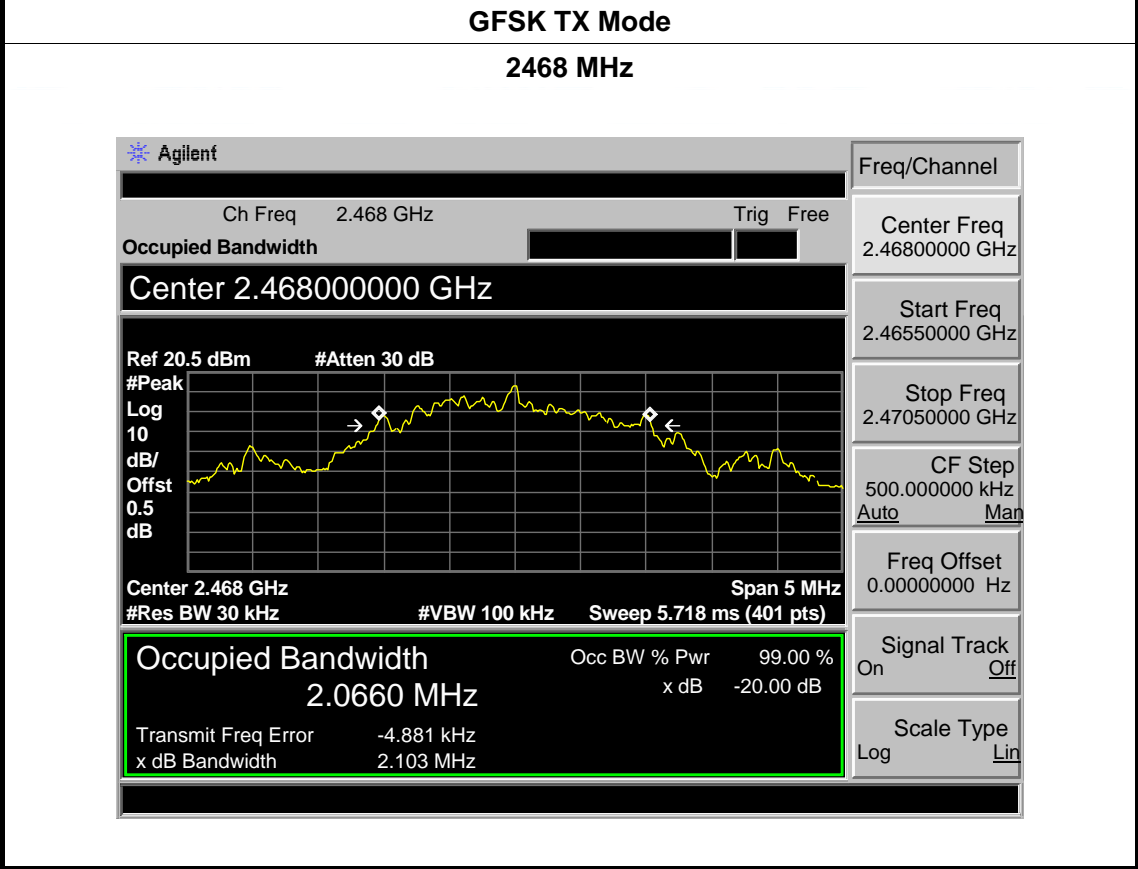 GFSK TX Mode
2468 MHz
Agilent
Freq/Channel
Ch Freq 2.468 GHz Trig Free
Occupied Bandwidth
Center 2.468000000 GHz
Center Freq
2.46800000 GHz
Start Freq
2.46550000 GHz
Stop Freq
2.47050000 GHz
CF Step
500.000000 kHz
Auto Man
Freq Offset
0.00000000 Hz
Signal Track
On Off
Scale Type
Log Lin
Ref 20.5 dBm #Atten 30 dB
#Peak
Log
10
dB/
Offst
0.5
dB
Center 2.468 GHz Span 5 MHz
#Res BW 30 kHz #VBW 100 kHz Sweep 5.718 ms (401 pts)
Occupied Bandwidth Occ BW % Pwr 99.00 %
2.0660 MHz x dB -20.00 dB
Transmit Freq Error -4.881 kHz
x dB Bandwidth 2.103 MHz